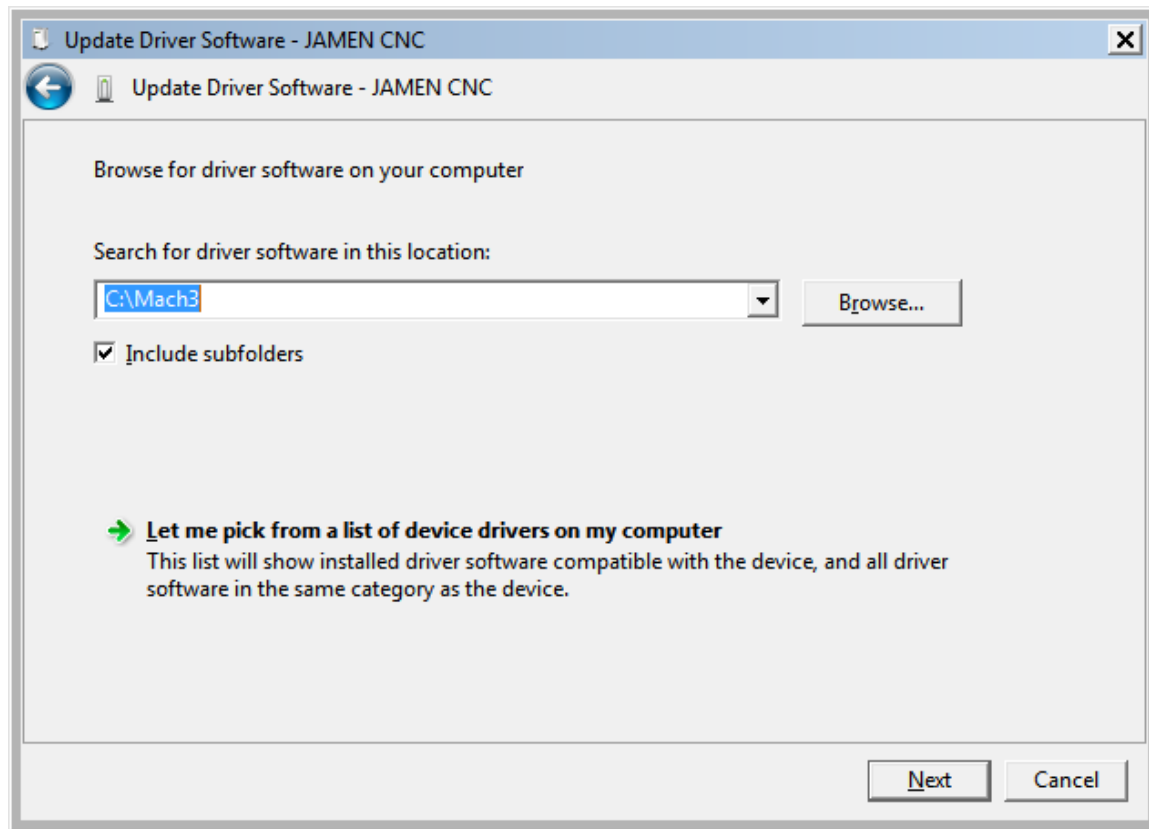 Update Driver Software - JAMEN CNC
Update Driver Software - JAMEN CNC
Browse for driver software on your computer
Search for driver software in this location:
C:\Mach3
Browse...
Include subfolders
Let me pick from a list of device drivers on my computer
This list will show installed driver software compatible with the device, and all driver
software in the same category as the device.
Next
Cancel